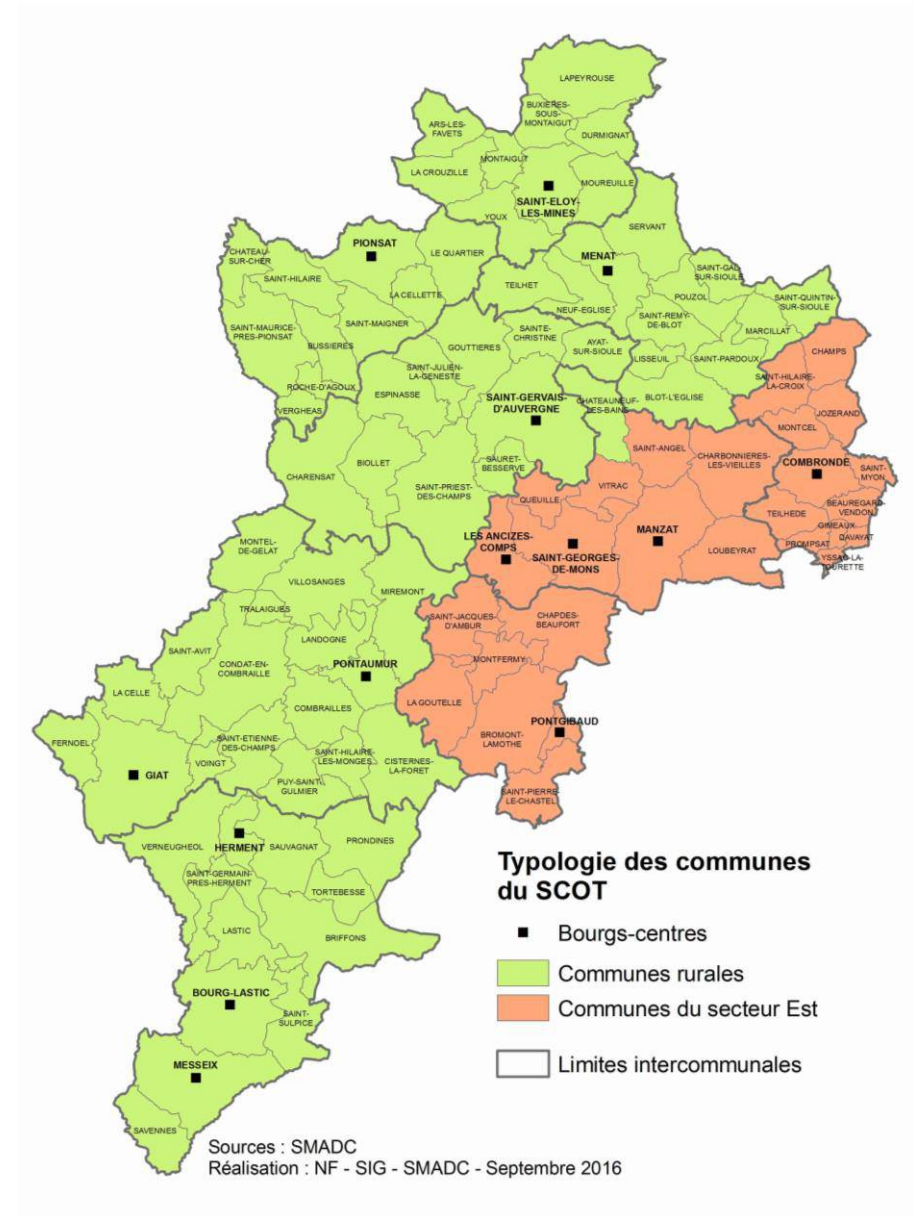 LAPEYROUSE
BUXIERES-
SOUS-
MONTAIGUT
ARS-LES-
FAVETS
DURMIGNAT
MONTAIGUT
LA CROUZILLE
MOUREUILLE
SAINT-ELOY-
LES-MINES
YOUX
SERVANT
PIONSAT
CHATEAU-
SUR-CHER
LE QUARTIER
MENAT
SAINT-HILAIRE
SAINT-GAL-
SUR-SIOULE
TEILHET
LA CELLETTE
POUZOL
SAINT-QUINTIN-
SUR-SIOULE
NEUF-EGLISE
SAINT-REMY-
DE-BLOT
SAINT-MAURICE-
PRES-PIONSAT
SAINT-MAIGNER
MARCILLAT
SAINTE-
CHRISTINE
BUSSIERES
GOUTTIERES
AYAT-
SUR-SIOULE
LISSEUIL
SAINT-PARDOUX
CHAMPS
SAINT-JULIEN-
LA-GENESTE
SAINT-HILAIRE-
LA-CROIX
ROCHE-D'AGOUX
ESPINASSE
SAINT-GERVAIS-
D'AUVERGNE
CHATEAUNEUF-
LES-BAINS
BLOT-L'EGLISE
VERGHEAS
JOZERAND
MONTCEL
SAINT-ANGEL
CHARBONNIERES-
LES-VIEILLES
SAURET-
BESSERVE
BIOLLET
COMBRONDE
SAINT-
MYON
CHARENSAT
SAINT-PRIEST-
DES-CHAMPS
VITRAC
QUEUILLE
BEAUREGARD-
VENDON
TEILHEDE
GIMEAUX
MANZAT
LES ANCIZES-
COMPS
DAVAYAT
PROMPSAT
MONTEL-
DE-GELAT
SAINT-GEORGES-
DE-MONS
LOUBEYRAT
YSSAC-LA-
TOURETTE
VILLOSANGES
MIREMONT
TRALAIGUES
SAINT-JACQUES-
D'AMBUR
CHAPDES-
BEAUFORT
LANDOGNE
SAINT-AVIT
CONDAT-EN-
COMBRAILLE
PONTAUMUR
MONTFERMY
LA CELLE
COMBRAILLES
LA GOUTELLE
PONTGIBAUD
FERNOEL
SAINT-ETIENNE-
DES-CHAMPS
BROMONT-
LAMOTHE
SAINT-HILAIRE-
LES-MONGES
VOINGT
CISTERNES-
LA-FORET
GIAT
PUY-SAINT-
GULMIER
SAINT-PIERRE-
LE-CHASTEL
VERNEUGHEOL
HERMENT
SAUVAGNAT
PRONDINES
SAINT-GERMAIN-
PRES-HERMENT
TORTEBESSE
LASTIC
BRIFFONS
BOURG-LASTIC
SAINT-
SULPICE
MESSEIX
SAVENNES
Typologie des communes
du SCOT
Bourgs-centres
Communes rurales
Communes du secteur Est
Limites intercommunales
Sources : SMADC
Réalisation : NF - SIG - SMADC - Septembre 2016